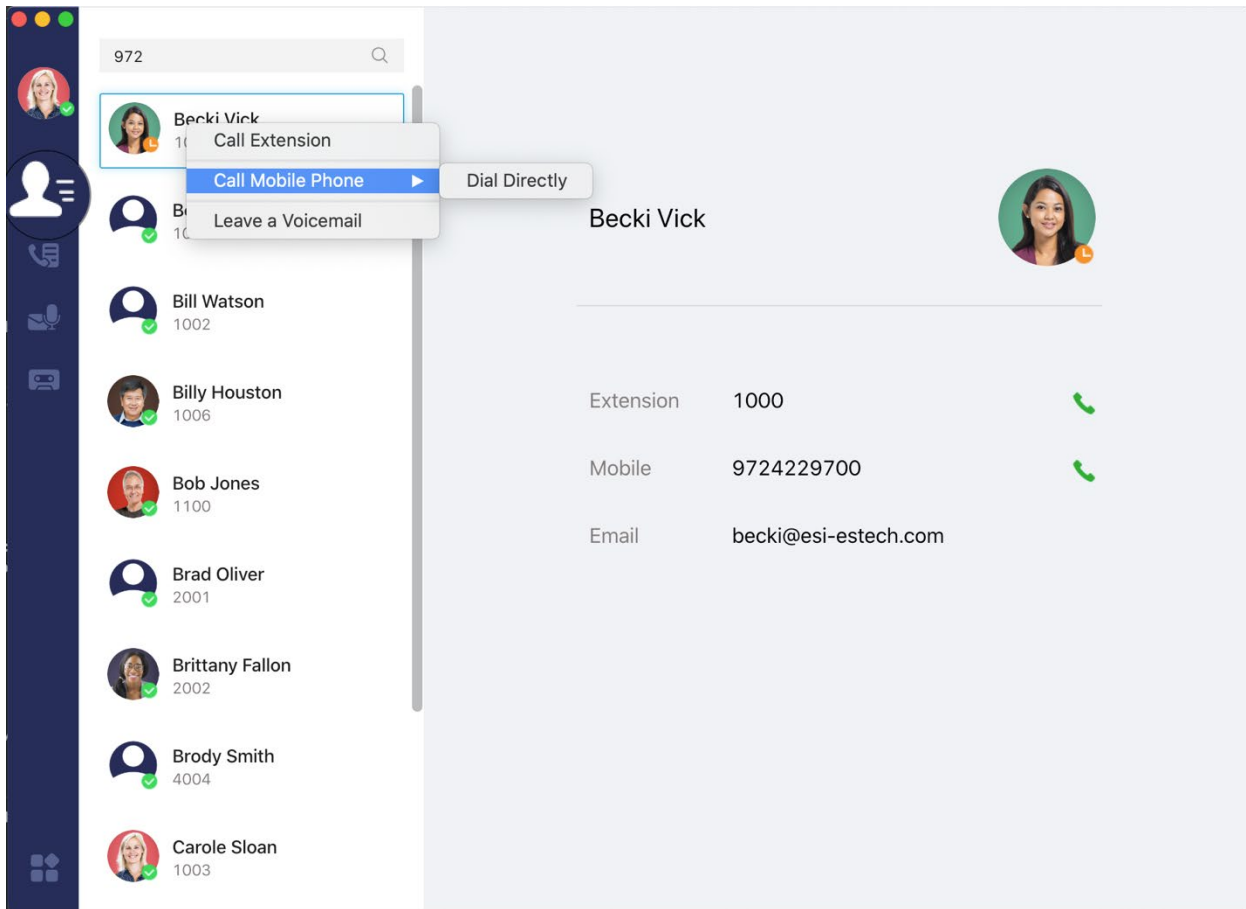 972
Becki Vick
Call Extension
Call Mobile Phone
Dial Directly
Leave a Voicemail
Bill Watson
1002
Billy Houston
1006
Bob Jones
1100
Brad Oliver
2001
Brittany Fallon
2002
Brody Smith
4004
Carole Sloan
1003
Becki Vick
Extension 1000
Mobile 9724229700
Email becki@esi-estech.com